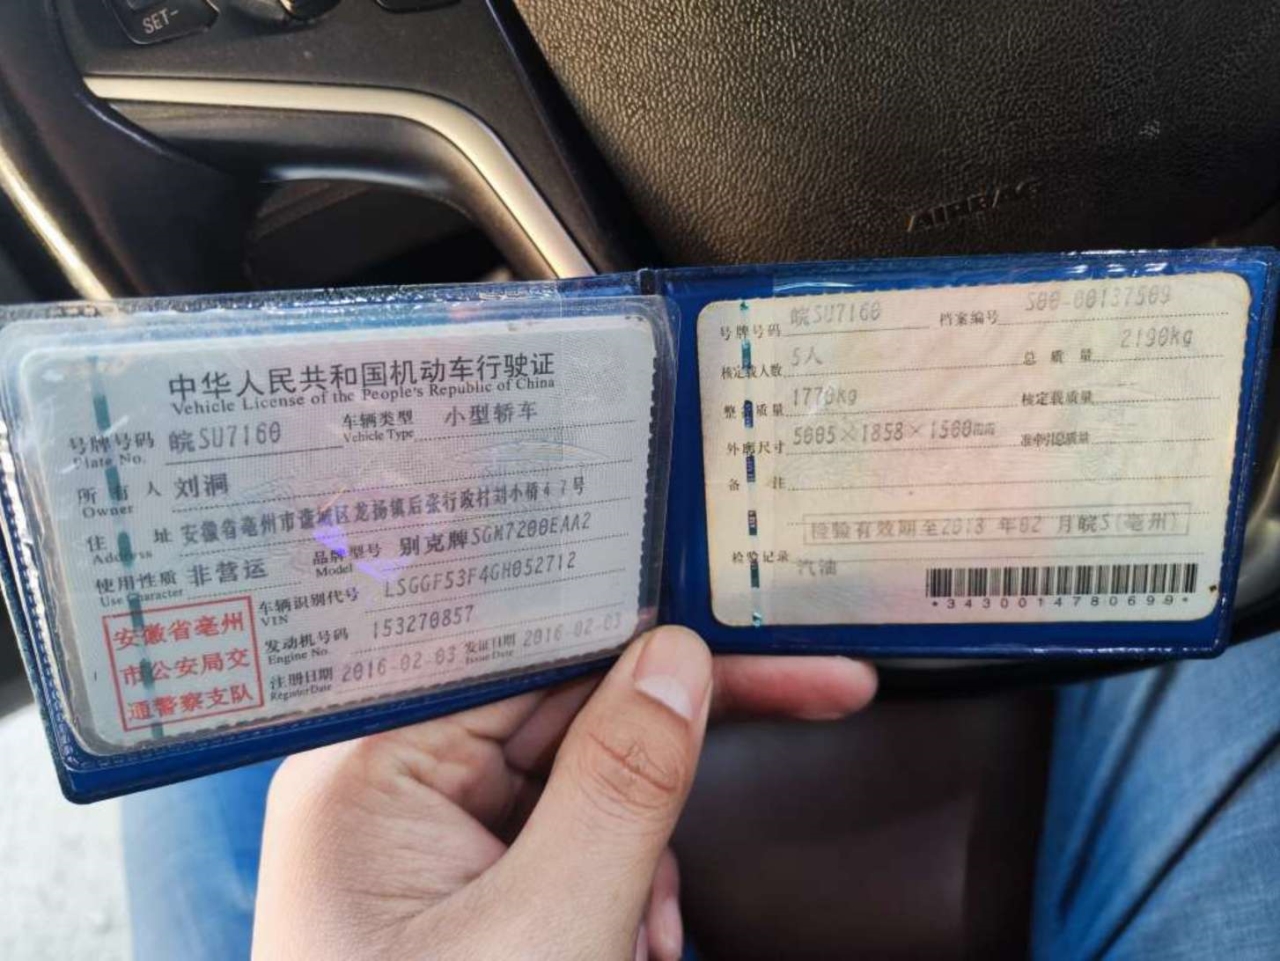 SET-
AIRBAG
中华人民共和国机动车行驶证
Vehicle License of the People's Republic of China
号牌号码 皖SU7160 车辆类型 小型轿车
Plate No. Vehicle Type
所有人 刘洞
Owner
住址 安徽省亳州市谯城区龙扬镇后张行政村刘小桥47号
Address
使用性质 非营运 品牌型号 别克牌SGM7200EAA2
Use Character Model
车辆识别代号 LSGGF53F4GH052712
VIN
发动机号码 153270857
Engine No.
注册日期 2016-02-03 发证日期 2016-02-03
Register Date Issue Date
安徽省亳州
市公安局交
通警察支队
号牌号码 皖SU7160 档案编号 S00-00137509
核定载人数 5人 总质量 2190kg
整备质量 1770kg 核定载质量
外廓尺寸 5005×1858×1500mm 准牵引总质量
备注
检验有效期至2018年02月皖S(亳州)
检验记录 汽油
*3430014780699*